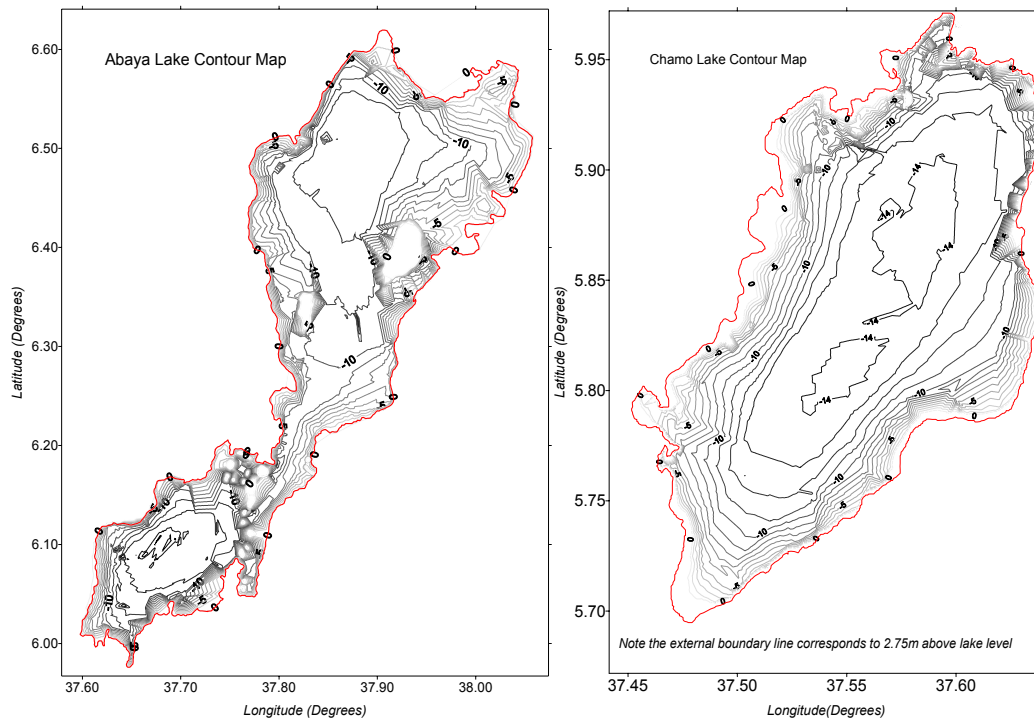 Abaya Lake Contour Map
6.60
6.50
6.40
6.30
6.20
6.10
6.00
Latitude (Degrees)
37.60 37.70 37.80 37.90 38.00
Longitude (Degrees)
0
-10
-5
Chamo Lake Contour Map
5.95
5.90
5.85
5.80
5.75
5.70
Latitude (Degrees)
0
-5
-10
-14
Note the external boundary line corresponds to 2.75m above lake level
37.45 37.50 37.55 37.60
Longitude(Degrees)